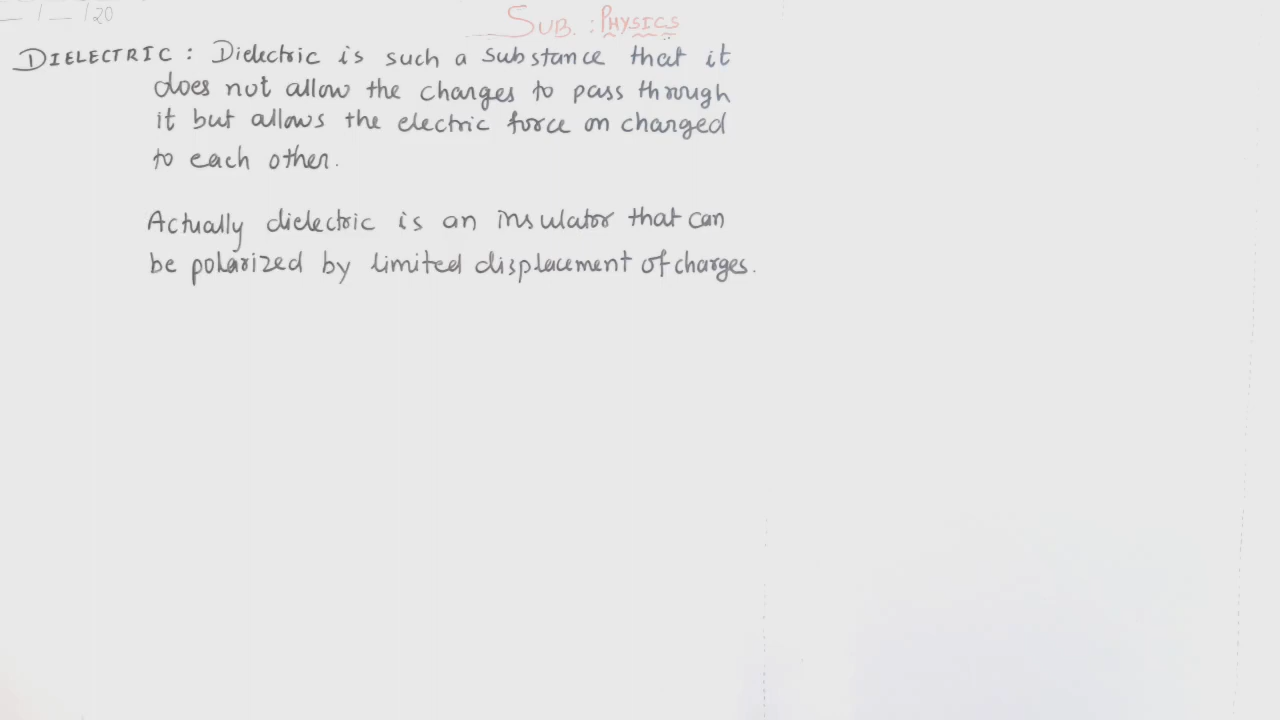 _ / _ /20
SUB. : PHYSICS
DIELECTRIC : Dielectric is such a substance that it
does not allow the charges to pass through
it but allows the electric force on charged
to each other.
Actually dielectric is an insulator that can
be polarized by limited displacement of charges.